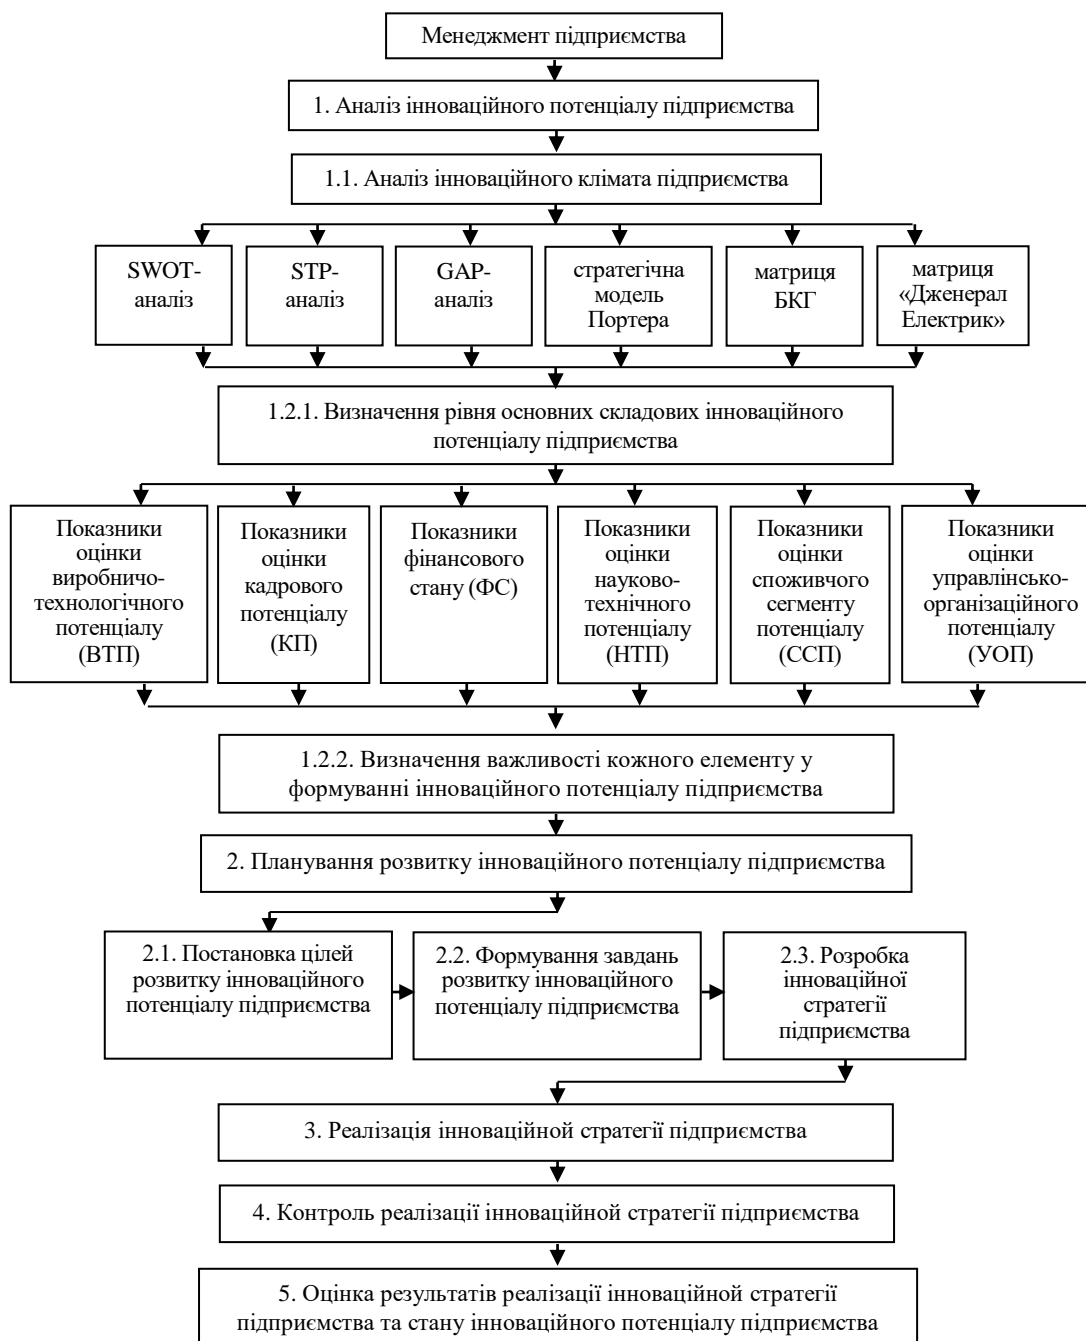 Менеджмент підприємства
1. Аналіз інноваційного потенціалу підприємства
1.1. Аналіз інноваційного клімата підприємства
SWOT-
аналіз
STP-
аналіз
GAP-
аналіз
стратегічна
модель
Портера
матриця
БКГ
матриця
«Дженерал
Електрик»
1.2.1. Визначення рівня основних складових інноваційного
потенціалу підприємства
Показники
оцінки
виробничо-
технологічного
потенціалу
(ВТП)
Показники
оцінки
кадрового
потенціалу
(КП)
Показники
фінансового
стану (ФС)
Показники
оцінки
науково-
технічного
потенціалу
(НТП)
Показники
оцінки
споживчого
сегменту
потенціалу
(ССП)
Показники
оцінки
управлінсько-
організаційного
потенціалу
(УОП)
1.2.2. Визначення важливості кожного елементу у
формуванні інноваційного потенціалу підприємства
2. Планування розвитку інноваційного потенціалу підприємства
2.1. Постановка цілей
розвитку інноваційного
потенціалу підприємства
2.2. Формування завдань
розвитку інноваційного
потенціалу підприємства
2.3. Розробка
інноваційної
стратегії
підприємства
3. Реалізація інноваційной стратегії підприємства
4. Контроль реалізації інноваційної стратегії підприємства
5. Оцінка результатів реалізації інноваційної стратегії
підприємства та стану інноваційного потенціалу підприємства